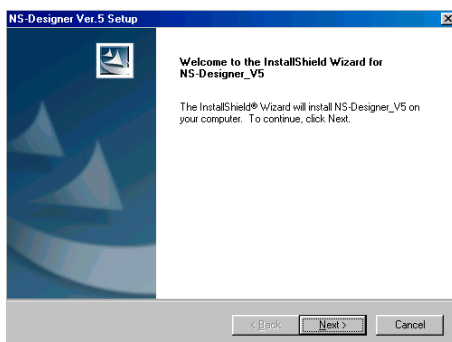 NS-Designer Ver.5 Setup
Welcome to the InstallShield Wizard for
NS-Designer_V5
The InstallShield® Wizard will install NS-Designer_V5 on
your computer. To continue, click Next.
< Back
Next >
Cancel